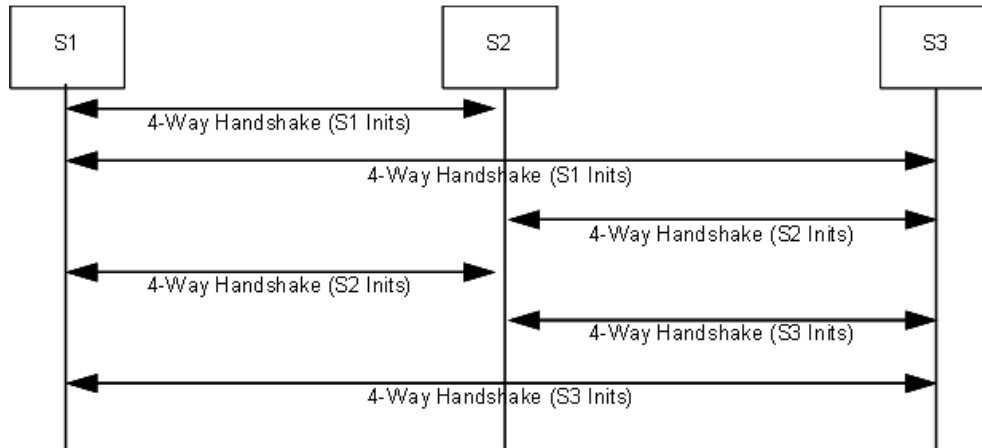 S1
S2
S3
4-Way Handshake (S1 Inits)
4-Way Handshake (S1 Inits)
4-Way Handshake (S2 Inits)
4-Way Handshake (S2 Inits)
4-Way Handshake (S3 Inits)
4-Way Handshake (S3 Inits)